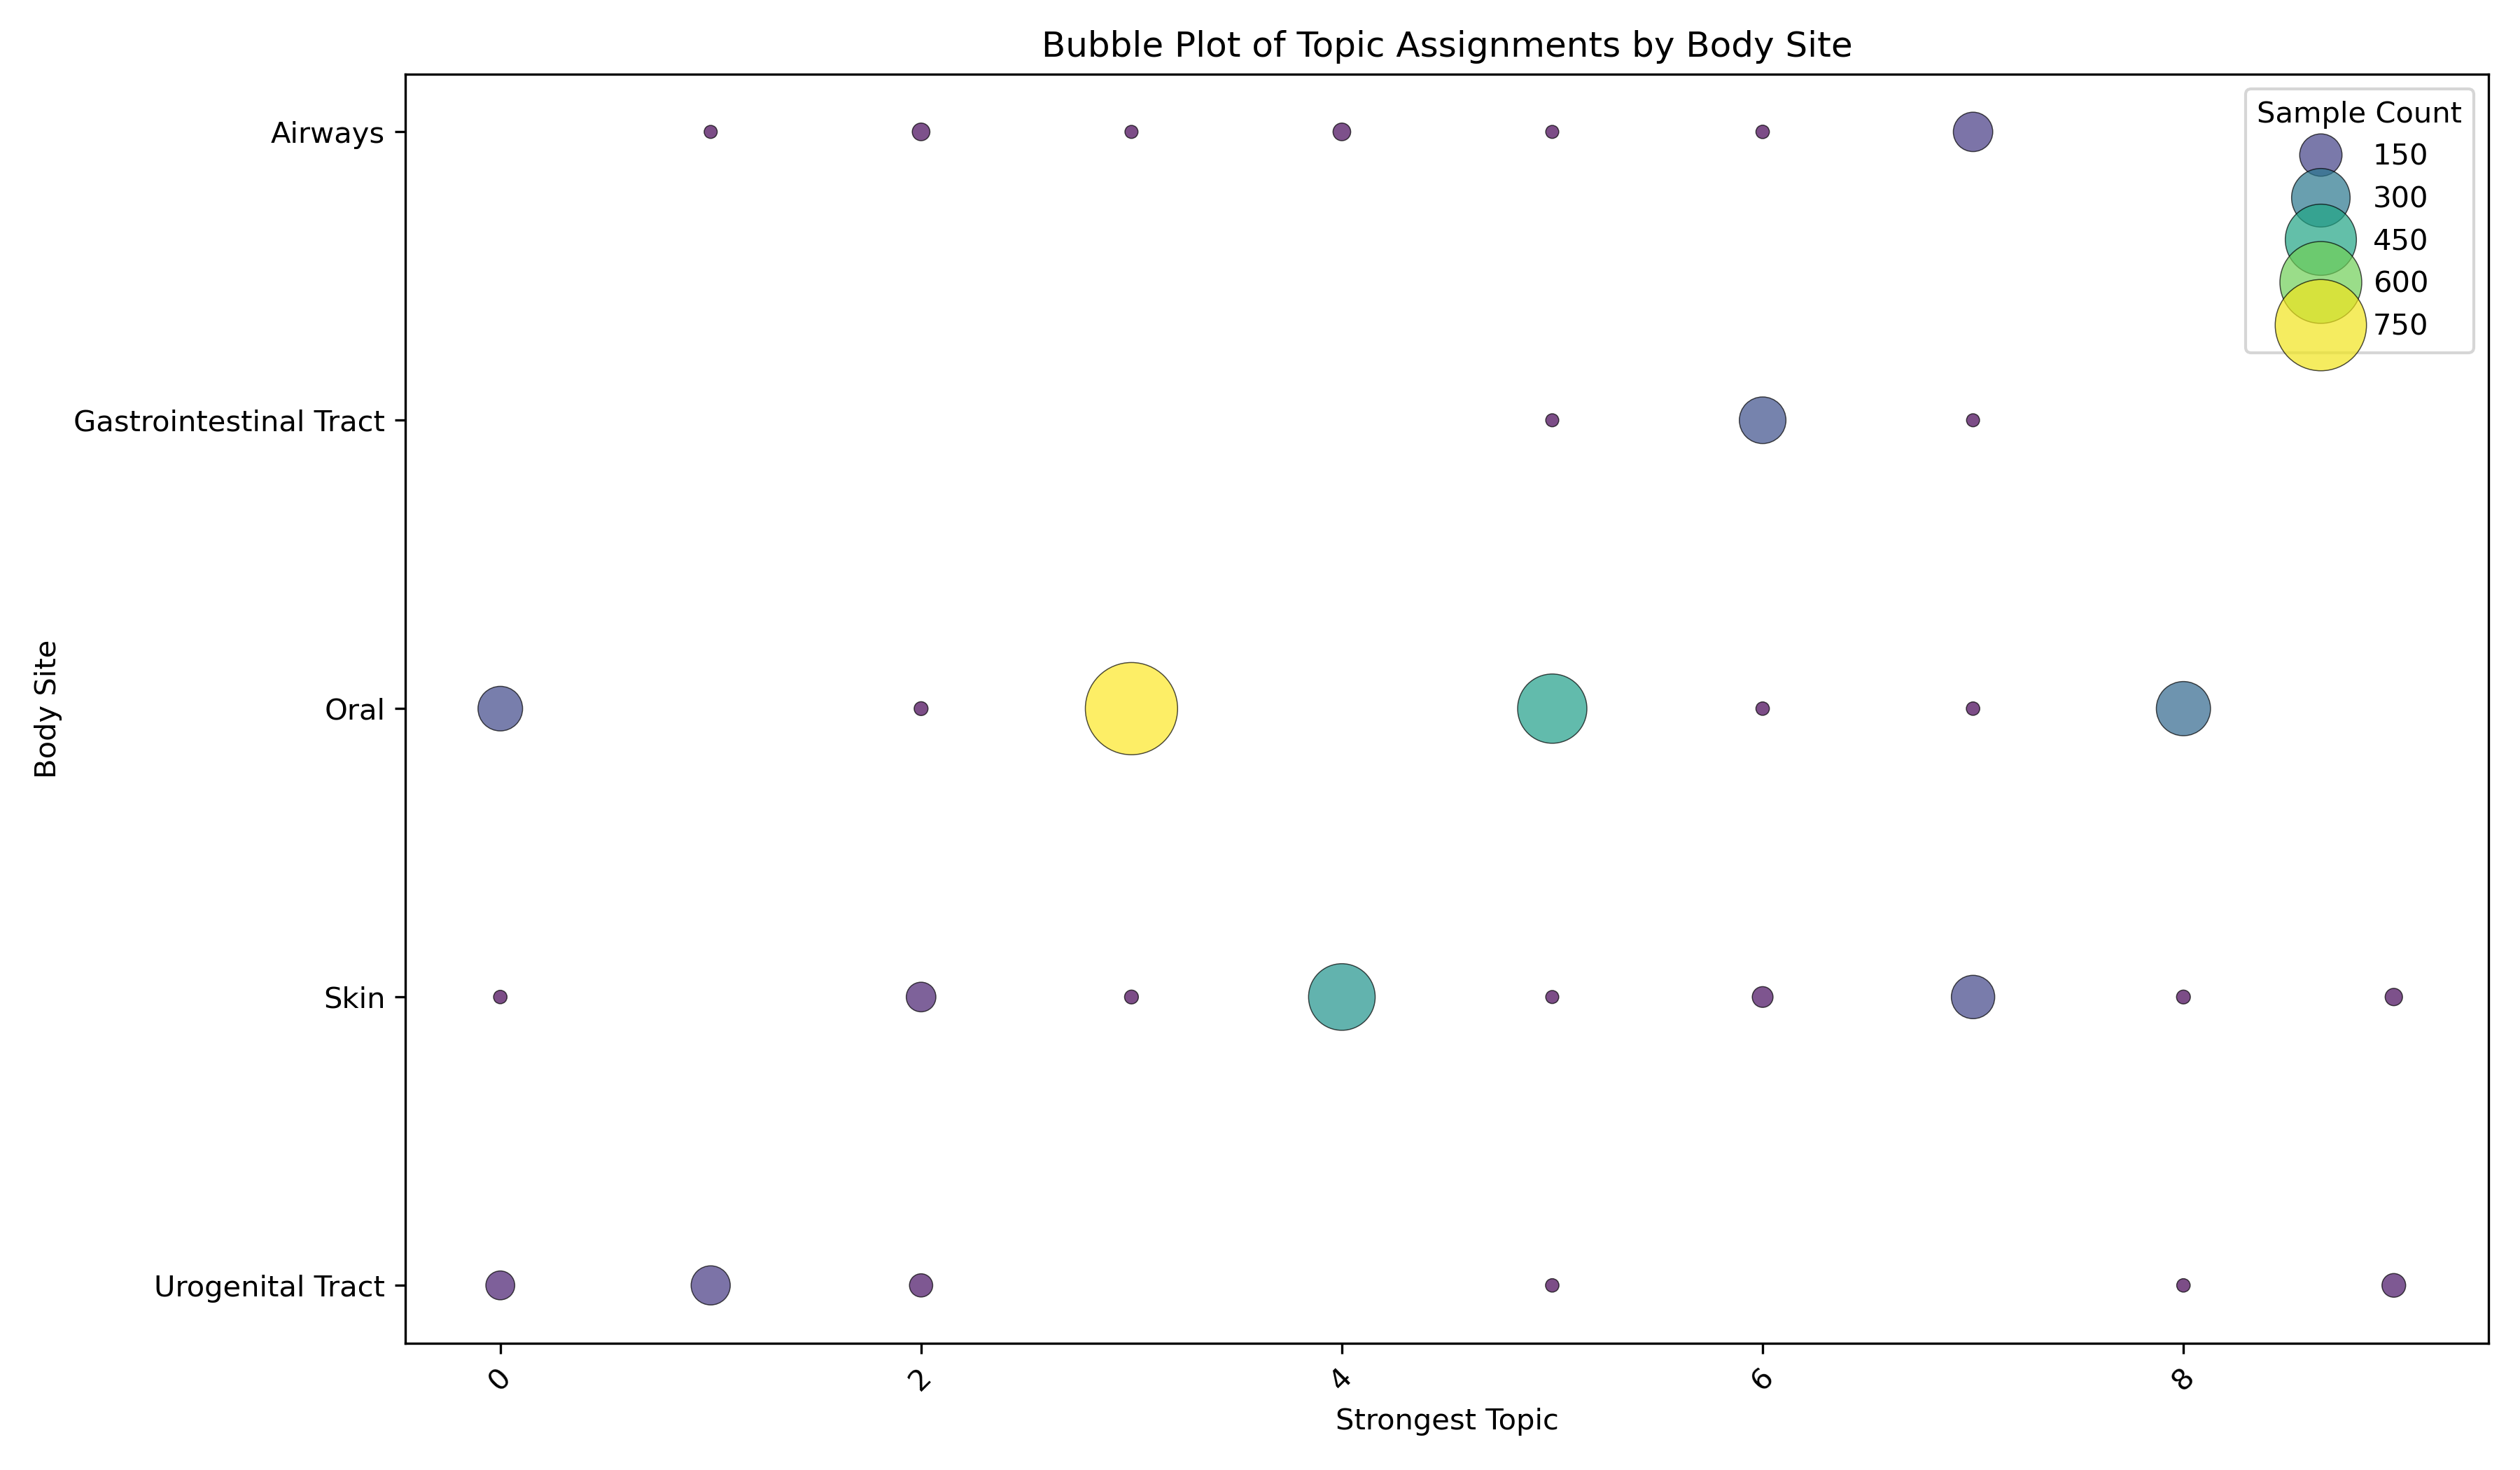 Bubble Plot of Topic Assignments by Body Site
Sample Count
150
300
450
600
750
Airways
Gastrointestinal Tract
Oral
Skin
Urogenital Tract
Body Site
0
2
4
6
8
Strongest Topic